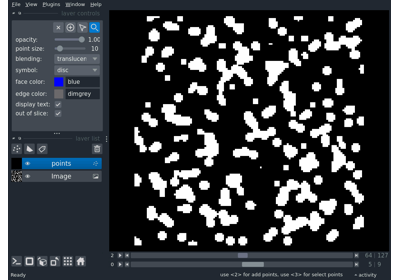 File View Plugins Window Help
layer controls
opacity: 1.00
point size: 10
blending: translucen
symbol: disc
face color: blue
edge color: dimgrey
display text:
out of slice:
layer list
points
Image
2 64 127
0 5 9
Ready use <2> for add points, use <3> for select points activity